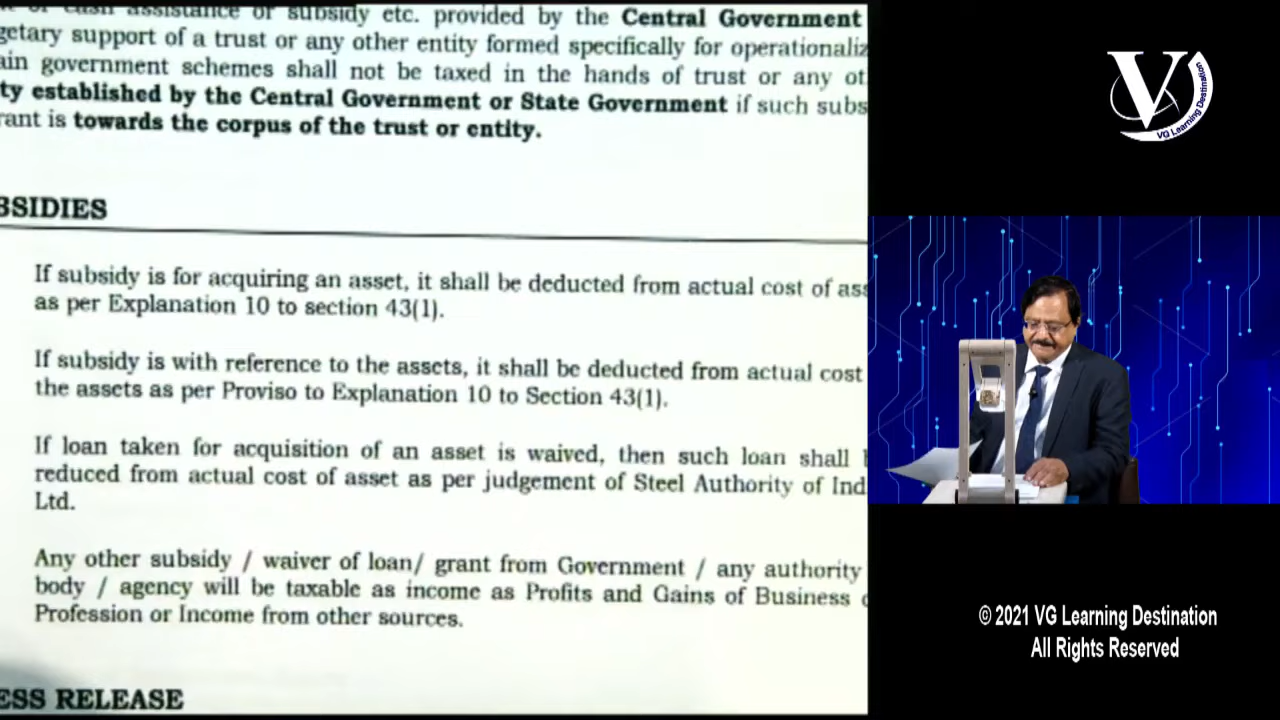 cash assistance or subsidy etc. provided by the Central Government
getary support of a trust or any other entity formed specifically for operationaliz
ain government schemes shall not be taxed in the hands of trust or any ot
ty established by the Central Government or State Government if such subs
rant is towards the corpus of the trust or entity.
BSIDIES
If subsidy is for acquiring an asset, it shall be deducted from actual cost of ass
as per Explanation 10 to section 43(1).
If subsidy is with reference to the assets, it shall be deducted from actual cost
the assets as per Proviso to Explanation 10 to Section 43(1).
If loan taken for acquisition of an asset is waived, then such loan shall b
reduced from actual cost of asset as per judgement of Steel Authority of Ind
Ltd.
Any other subsidy / waiver of loan/ grant from Government / any authority
body / agency will be taxable as income as Profits and Gains of Business o
Profession or Income from other sources.
ESS RELEASE
V
VG Learning Destination
© 2021 VG Learning Destination
All Rights Reserved